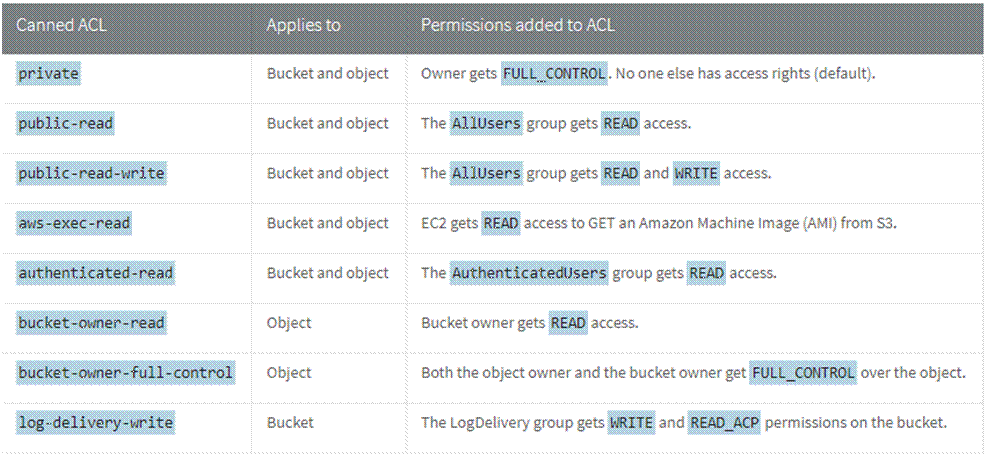 Canned ACL Applies to Permissions added to ACL
private Bucket and object Owner gets FULL_CONTROL. No one else has access rights (default).
public-read Bucket and object The AllUsers group gets READ access.
public-read-write Bucket and object The AllUsers group gets READ and WRITE access.
aws-exec-read Bucket and object EC2 gets READ access to GET an Amazon Machine Image (AMI) from S3.
authenticated-read Bucket and object The AuthenticatedUsers group gets READ access.
bucket-owner-read Object Bucket owner gets READ access.
bucket-owner-full-control Object Both the object owner and the bucket owner get FULL_CONTROL over the object.
log-delivery-write Bucket The LogDelivery group gets WRITE and READ_ACP permissions on the bucket.